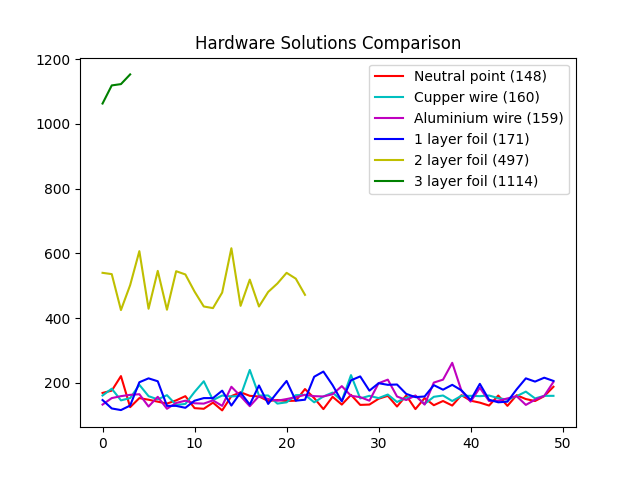 Hardware Solutions Comparison
1200
1000
800
600
400
200
0
10
20
30
40
50
Neutral point (148)
Cupper wire (160)
Aluminium wire (159)
1 layer foil (171)
2 layer foil (497)
3 layer foil (1114)